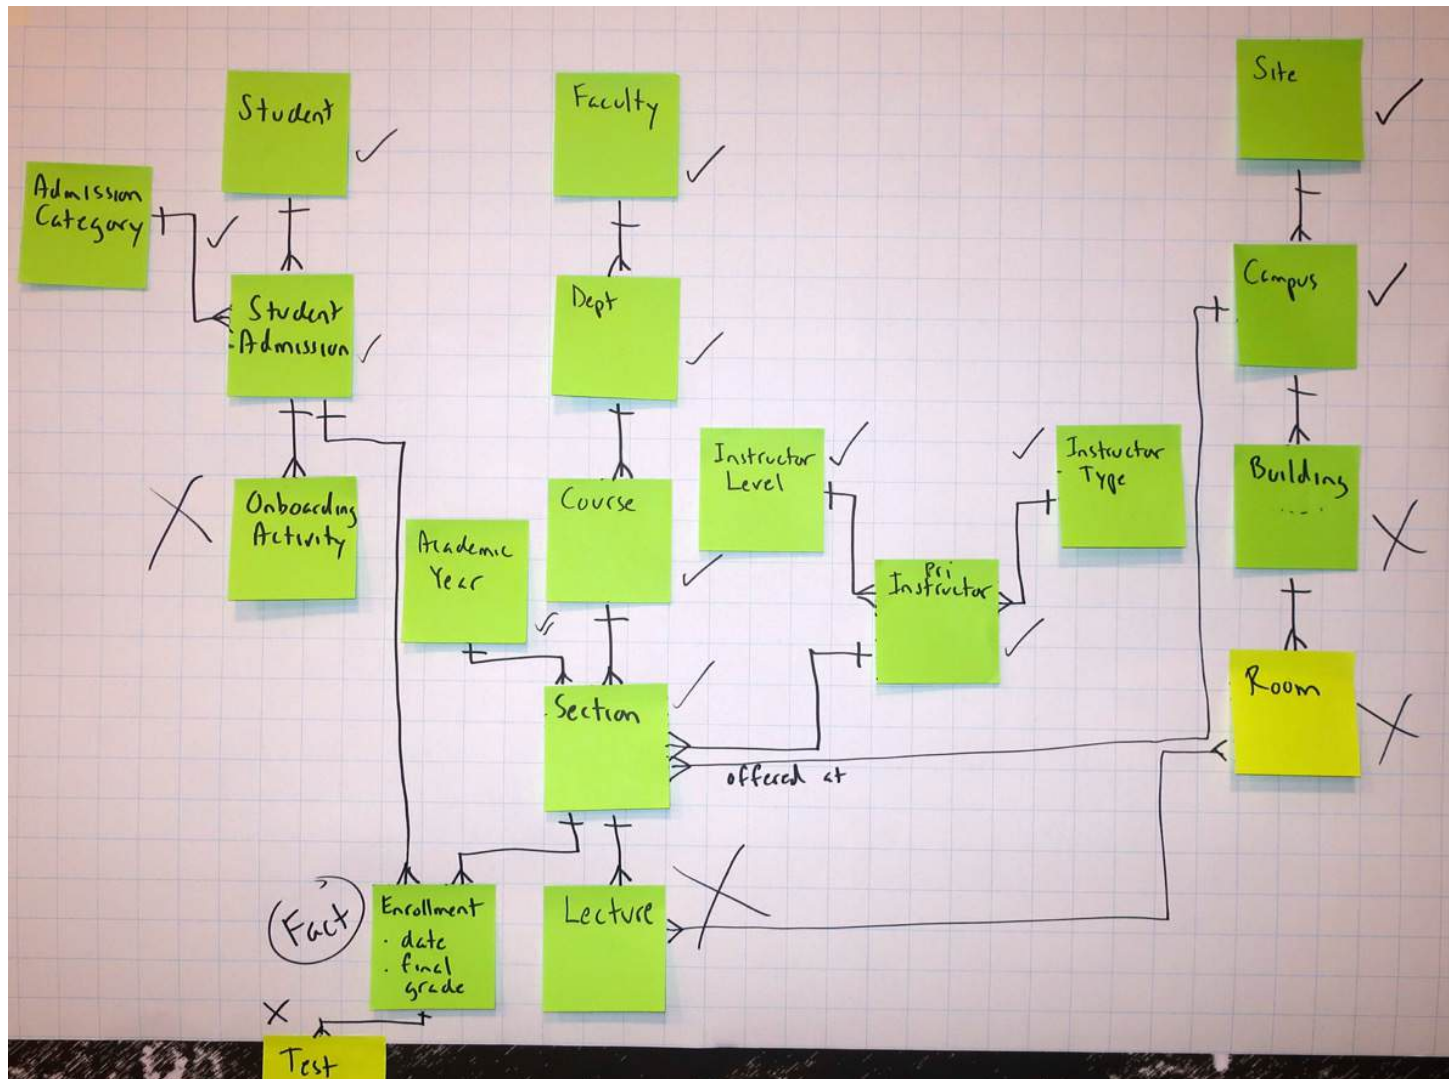 Student
Faculty
Site
Admission
Category
Student
Admission
Dept
Campus
Instructor
Level
Instructor
Type
Building
Onboarding
Activity
Academic
Year
Course
Pri
Instructor
Section
Room
offered at
Fact
Enrollment
. date
. final
grade
Lecture
Test